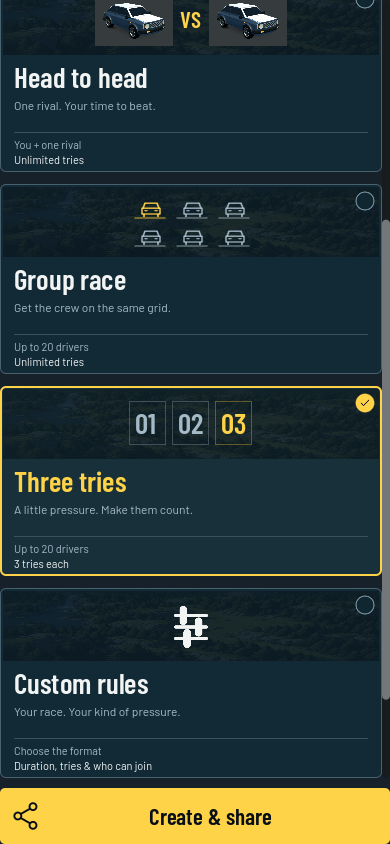 VS
Head to head
One rival. Your time to beat.
You + one rival
Unlimited tries
Group race
Get the crew on the same grid.
Up to 20 drivers
Unlimited tries
01 02 03
Three tries
A little pressure. Make them count.
Up to 20 drivers
3 tries each
Custom rules
Your race. Your kind of pressure.
Choose the format
Duration, tries & who can join
Create & share